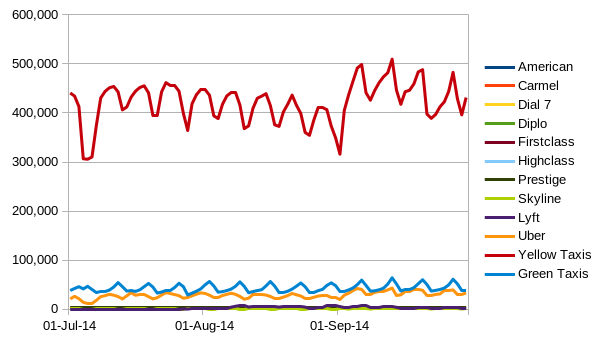 600,000
500,000
400,000
300,000
200,000
100,000
0
01-Jul-14 01-Aug-14 01-Sep-14
American
Carmel
Dial 7
Diplo
Firstclass
Highclass
Prestige
Skyline
Lyft
Uber
Yellow Taxis
Green Taxis